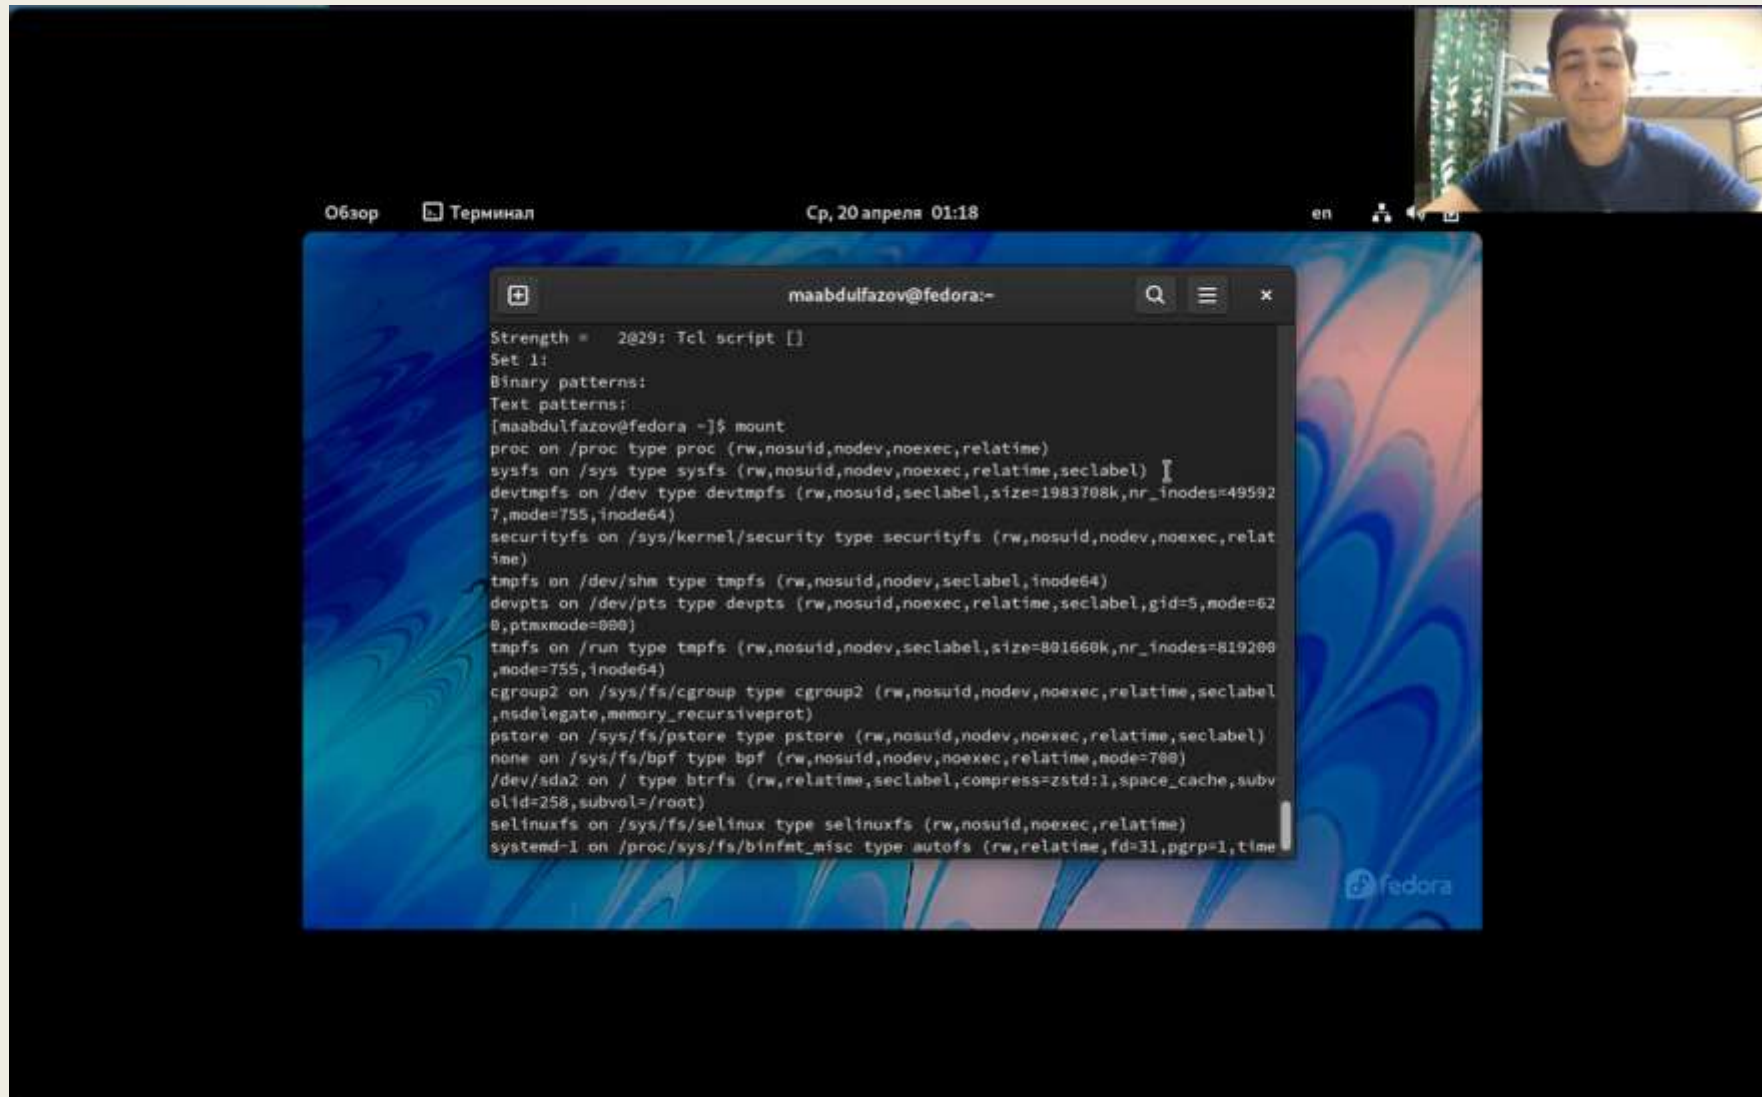 Обзор
Терминал
Ср, 20 апреля 01:18
en
maabdulfazov@fedora:~
Strength = 2@29: Tcl script []
Set 1:
Binary patterns:
Text patterns:
[maabdulfazov@fedora ~]$ mount
proc on /proc type proc (rw,nosuid,nodev,noexec,relatime)
sysfs on /sys type sysfs (rw,nosuid,nodev,noexec,relatime,seclabel)
devtmpfs on /dev type devtmpfs (rw,nosuid,seclabel,size=1983708k,nr_inodes=49592
7,mode=755,inode64)
securityfs on /sys/kernel/security type securityfs (rw,nosuid,nodev,noexec,relat
ime)
tmpfs on /dev/shm type tmpfs (rw,nosuid,nodev,seclabel,inode64)
devpts on /dev/pts type devpts (rw,nosuid,noexec,relatime,seclabel,gid=5,mode=62
0,ptmxmode=000)
tmpfs on /run type tmpfs (rw,nosuid,nodev,seclabel,size=801660k,nr_inodes=819200
,mode=755,inode64)
cgroup2 on /sys/fs/cgroup type cgroup2 (rw,nosuid,nodev,noexec,relatime,seclabel
,nsdelegate,memory_recursiveprot)
pstore on /sys/fs/pstore type pstore (rw,nosuid,nodev,noexec,relatime,seclabel)
none on /sys/fs/bpf type bpf (rw,nosuid,nodev,noexec,relatime,mode=700)
/dev/sda2 on / type btrfs (rw,relatime,seclabel,compress=zstd:1,space_cache,subv
olid=258,subvol=/root)
selinuxfs on /sys/fs/selinux type selinuxfs (rw,nosuid,noexec,relatime)
systemd-1 on /proc/sys/fs/binfmt_misc type autofs (rw,relatime,fd=31,pgrp=1,time
fedora